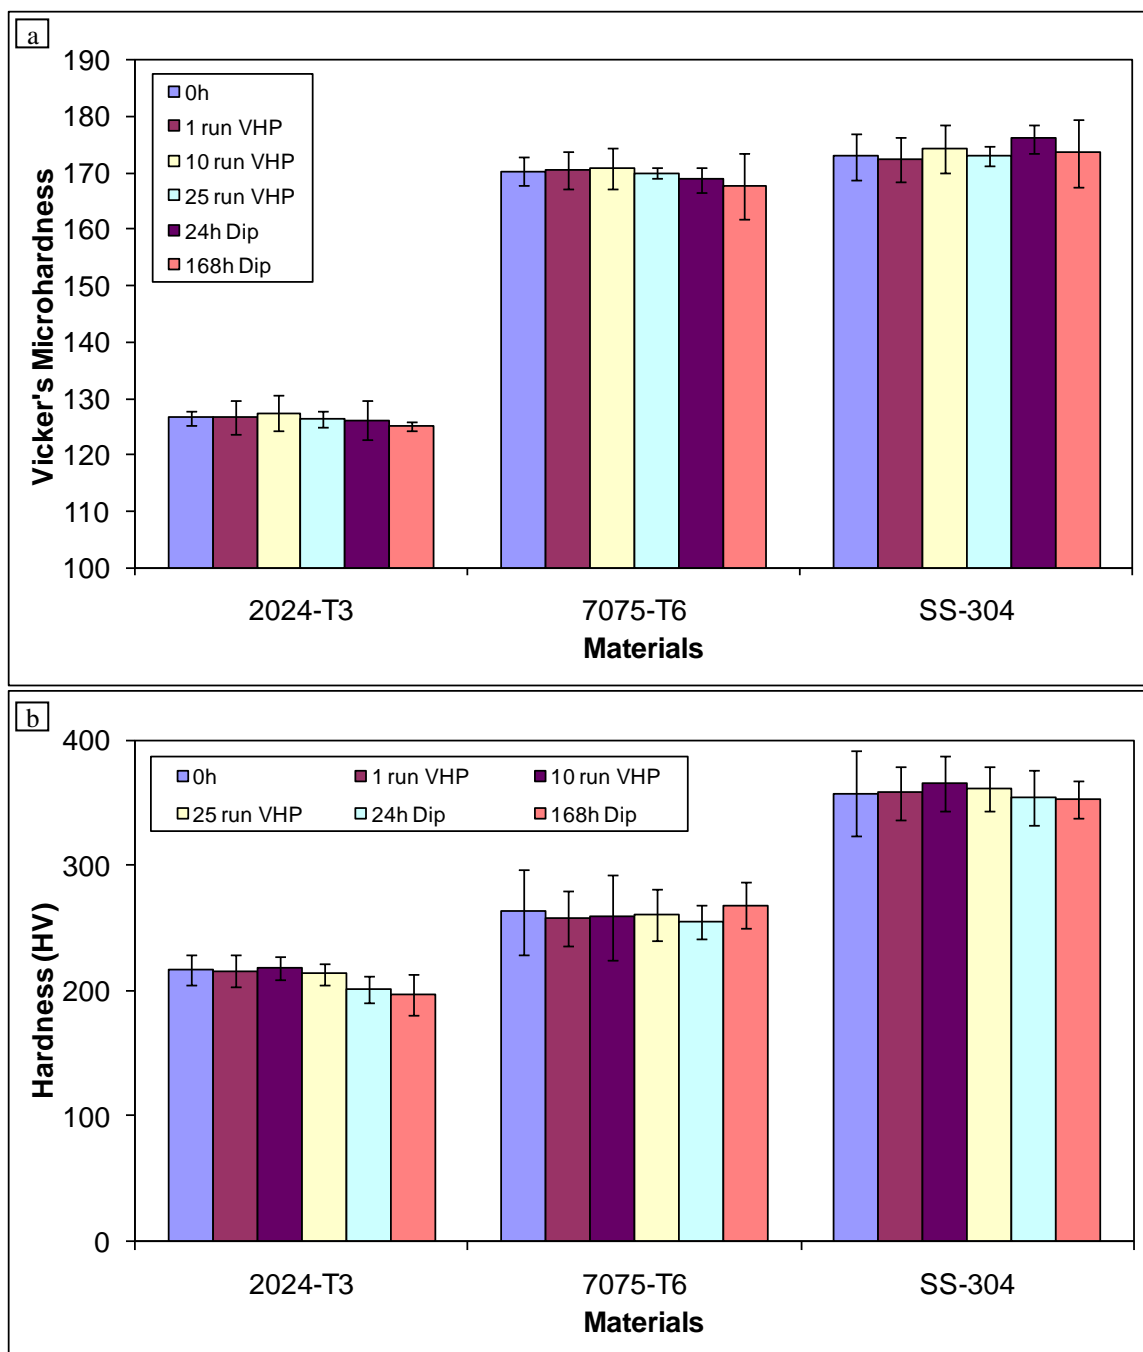 a
Vicker's Microhardness
190
180
170
160
150
140
130
120
110
100
0h
1 run VHP
10 run VHP
25 run VHP
24h Dip
168h Dip
2024-T3 7075-T6 SS-304
Materials
b
Hardness (HV)
400
300
200
100
0
0h 1 run VHP 10 run VHP
25 run VHP 24h Dip 168h Dip
2024-T3 7075-T6 SS-304
Materials